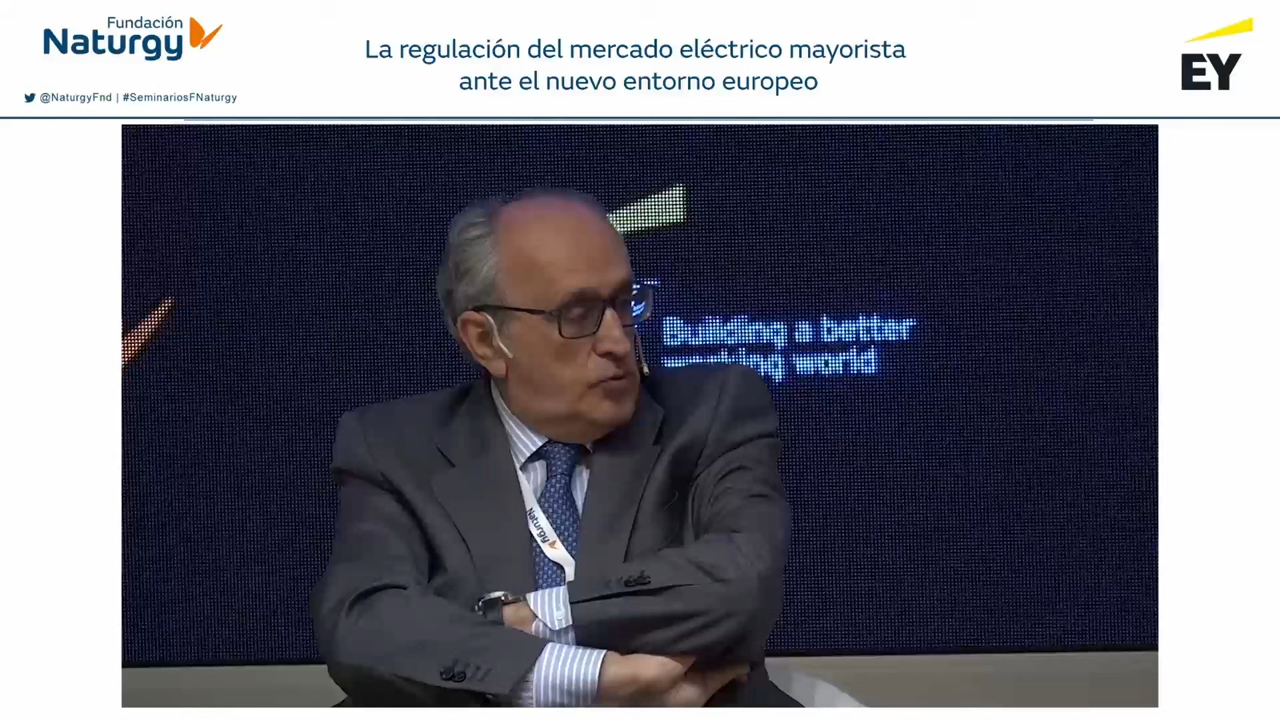 Fundación
Naturgy
@NaturgyFnd | #SeminariosFNaturgy
La regulación del mercado eléctrico mayorista
ante el nuevo entorno europeo
EY
Building a better
working world
Naturgy